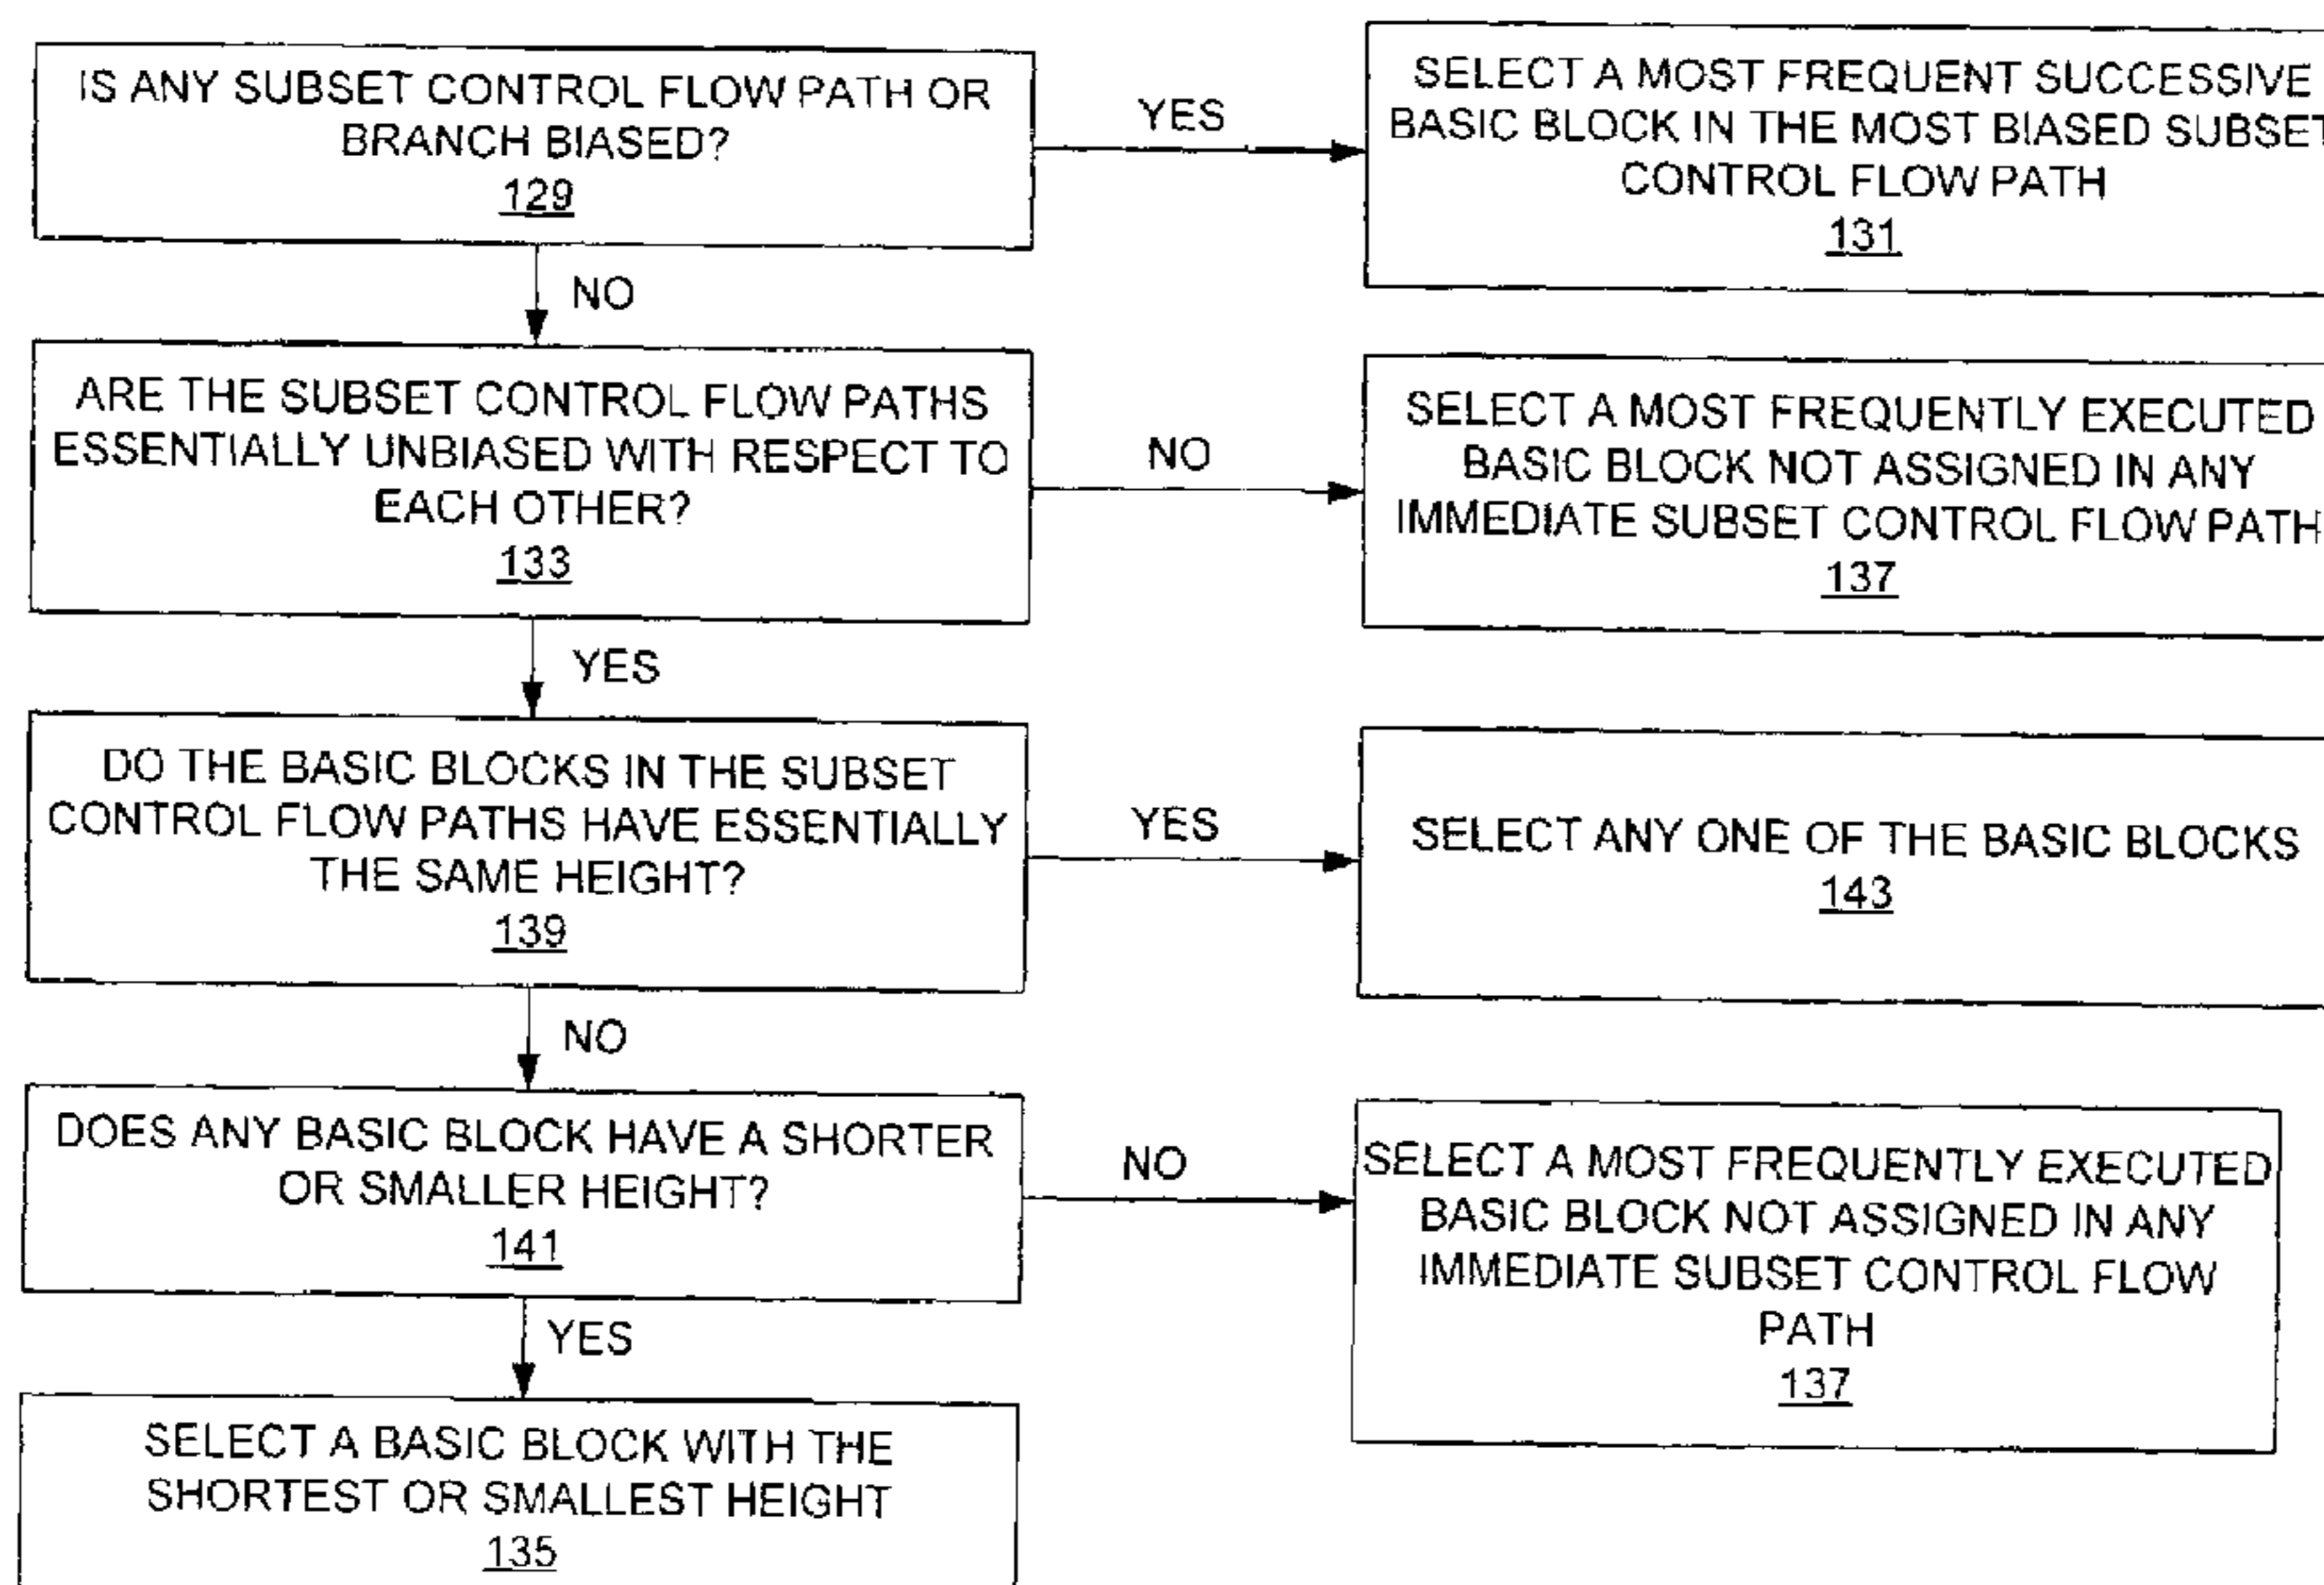 IS ANY SUBSET CONTROL FLOW PATH OR
BRANCH BIASED?
129
YES
SELECT A MOST FREQUENT SUCCESSIVE
BASIC BLOCK IN THE MOST BIASED SUBSET
CONTROL FLOW PATH
131
NO
ARE THE SUBSET CONTROL FLOW PATHS
ESSENTIALLY UNBIASED WITH RESPECT TO
EACH OTHER?
133
NO
SELECT A MOST FREQUENTLY EXECUTED
BASIC BLOCK NOT ASSIGNED IN ANY
IMMEDIATE SUBSET CONTROL FLOW PATH
137
YES
DO THE BASIC BLOCKS IN THE SUBSET
CONTROL FLOW PATHS HAVE ESSENTIALLY
THE SAME HEIGHT?
139
YES
SELECT ANY ONE OF THE BASIC BLOCKS
143
NO
DOES ANY BASIC BLOCK HAVE A SHORTER
OR SMALLER HEIGHT?
141
NO
SELECT A MOST FREQUENTLY EXECUTED
BASIC BLOCK NOT ASSIGNED IN ANY
IMMEDIATE SUBSET CONTROL FLOW
PATH
137
YES
SELECT A BASIC BLOCK WITH THE
SHORTEST OR SMALLEST HEIGHT
135